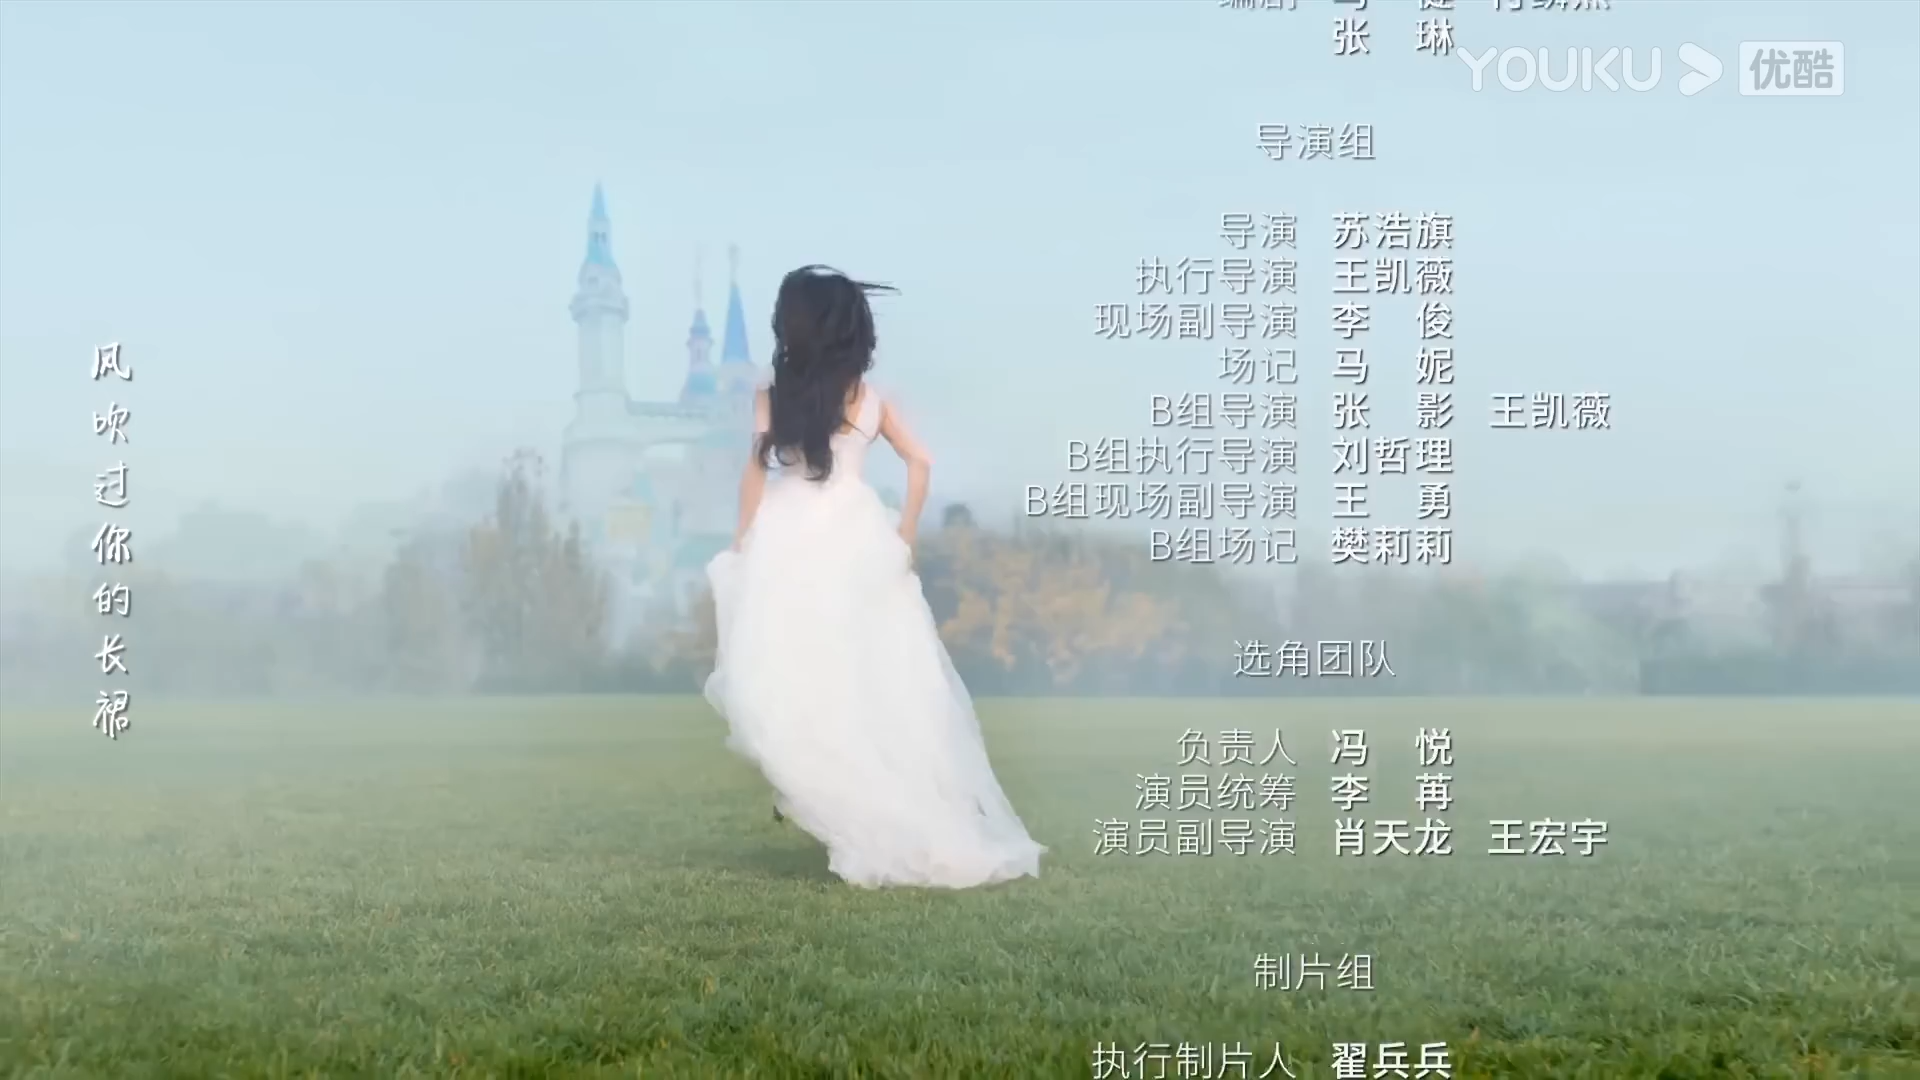 张 琳
YOUKU 优酷
导演组
导演 苏浩旗
执行导演 王凯薇
现场副导演 李 俊
场记 马 妮
B组导演 张 影 王凯薇
B组执行导演 刘哲理
B组现场副导演 王 勇
B组场记 樊莉莉
选角团队
负责人 冯 悦
演员统筹 李 苒
演员副导演 肖天龙 王宏宇
制片组
执行制片人 翟兵兵
风吹过你的长裙